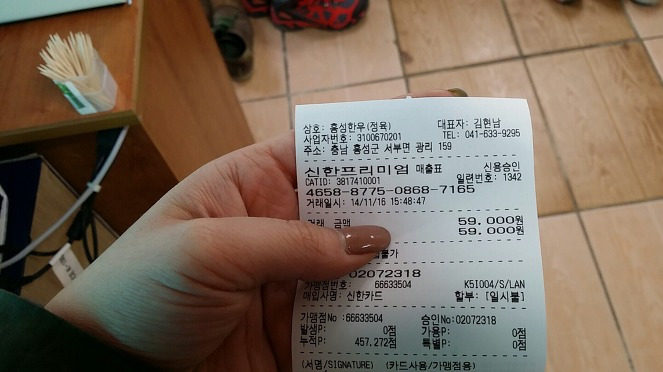 상호: 홍성한우(정육) 대표자: 김현남
사업자번호: 3100670201 TEL: 041-633-9295
주소: 충남 홍성군 서부면 광리 159
신한프리미엄 매출표 신용승인
CATID: 3817410001 일련번호: 1342
4658-8775-0868-7165
거래일시: 14/11/16 15:48:47
거래 금액 59.000원
59.000원
불가
02072318
가맹점번호: 66633504 K5I004/S/LAN
매입사명: 신한카드 할부: [일시불]
가맹점No :66633504 승인No:02072318
발생P: 0점 가용P: 0점
누적P: 457.272점 특별P: 0점
(서명/SIGNATURE) (카드사용/가맹점용)